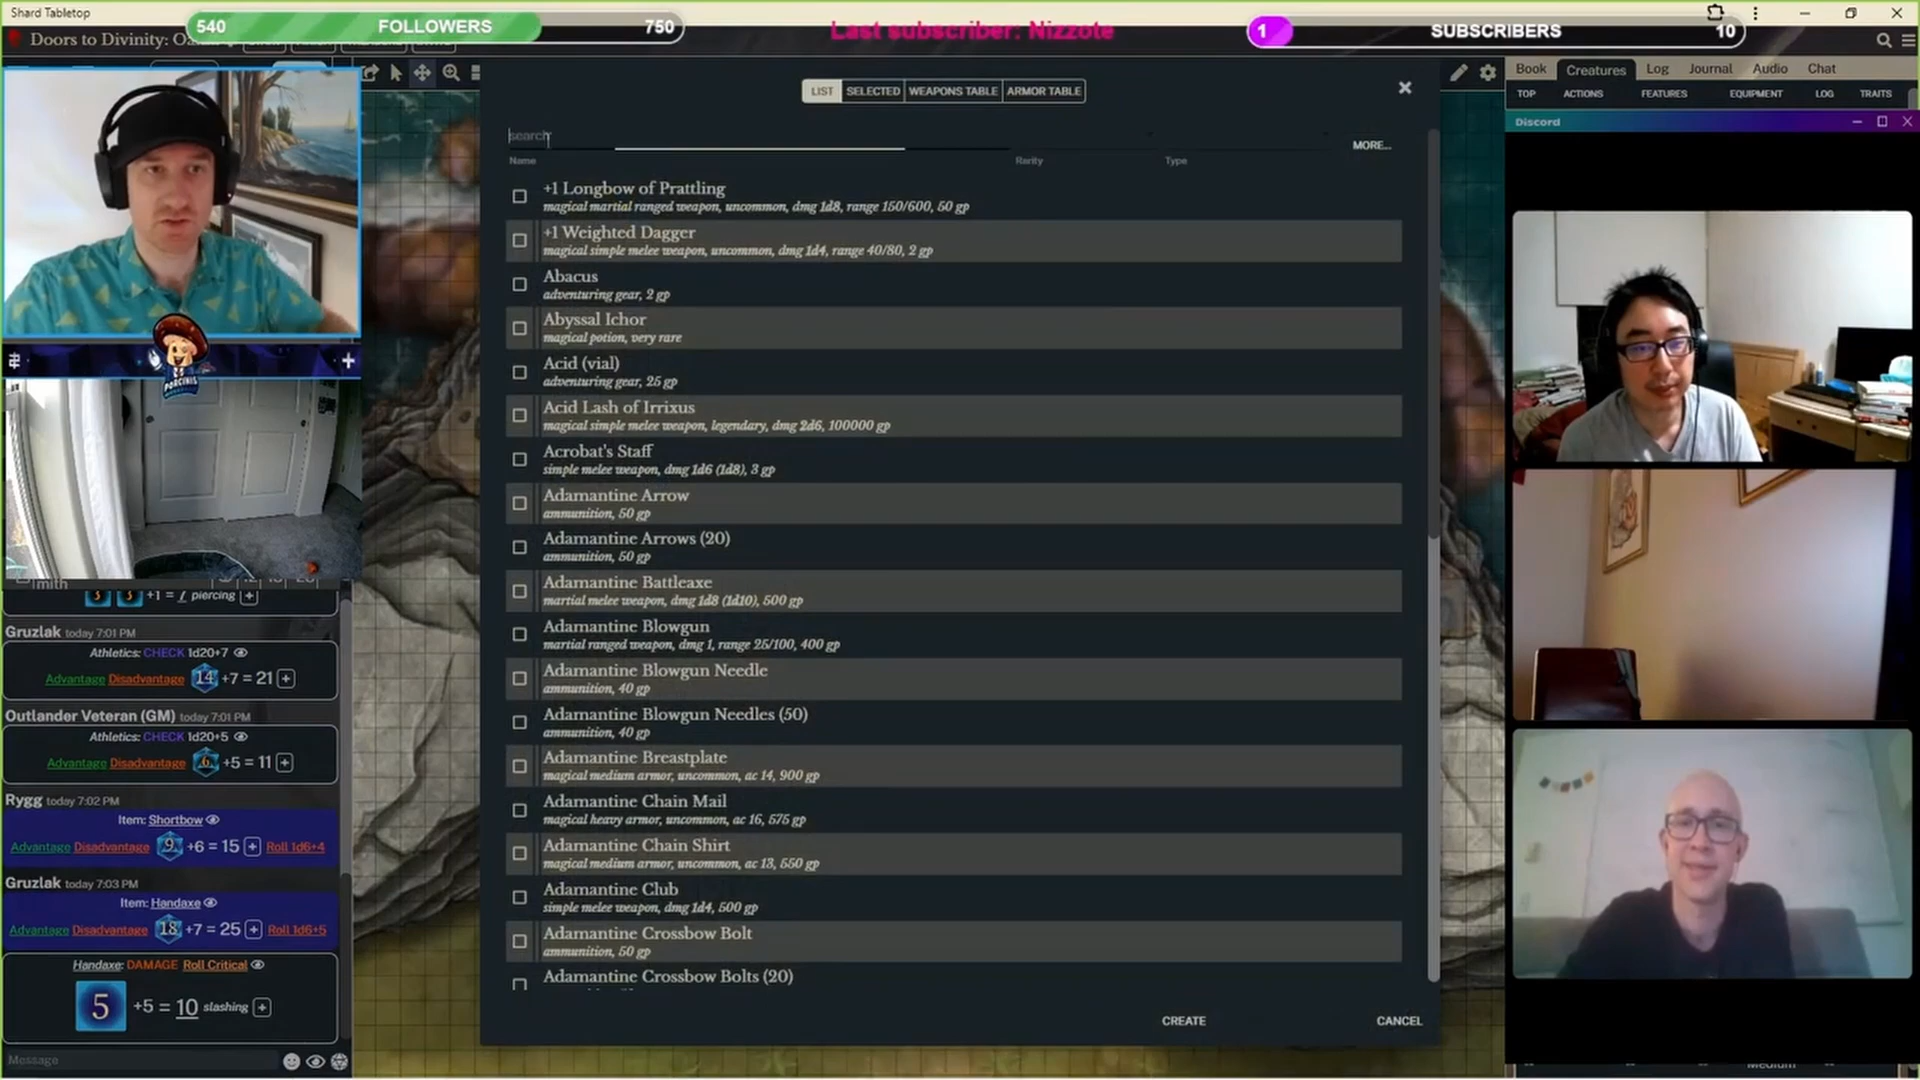 Shard Tabletop
540 FOLLOWERS 750
Last subscriber: Nizzote
1 SUBSCRIBERS 10
Doors to Divinity:
LIST SELECTED WEAPONS TABLE ARMOR TABLE
Book Creatures Log Journal Audio Chat
TOP ACTIONS FEATURES EQUIPMENT LOG TRAITS
Discord
search
MORE...
Name Rarity Type
+1 Longbow of Prattling
magical martial ranged weapon, uncommon, dmg 1d8, range 150/600, 50 gp
+1 Weighted Dagger
magical simple melee weapon, uncommon, dmg 1d4, range 40/80, 2 gp
Abacus
adventuring gear, 2 gp
Abyssal Ichor
magical potion, very rare
Acid (vial)
adventuring gear, 25 gp
Acid Lash of Irrixus
magical simple melee weapon, legendary, dmg 2d6, 100000 gp
Acrobat's Staff
simple melee weapon, dmg 1d6 (1d8), 3 gp
Adamantine Arrow
ammunition, 50 gp
Adamantine Arrows (20)
ammunition, 50 gp
Adamantine Battleaxe
martial melee weapon, dmg 1d8 (1d10), 500 gp
Adamantine Blowgun
martial ranged weapon, dmg 1, range 25/100, 400 gp
Adamantine Blowgun Needle
ammunition, 40 gp
Adamantine Blowgun Needles (50)
ammunition, 40 gp
Adamantine Breastplate
magical medium armor, uncommon, ac 14, 900 gp
Adamantine Chain Mail
magical heavy armor, uncommon, ac 16, 575 gp
Adamantine Chain Shirt
magical medium armor, uncommon, ac 13, 550 gp
Adamantine Club
simple melee weapon, dmg 1d4, 500 gp
Adamantine Crossbow Bolt
ammunition, 50 gp
Adamantine Crossbow Bolts (20)
CREATE CANCEL
PORCINIS
mith
3 3 +1 = 7 piercing +
Gruzlak today 7:01 PM
Athletics: CHECK 1d20+7
Advantage Disadvantage 14 +7 = 21 +
Outlander Veteran (GM) today 7:01 PM
Athletics: CHECK 1d20+5
Advantage Disadvantage 6 +5 = 11 +
Rygg today 7:02 PM
Item: Shortbow
Advantage Disadvantage 9 +6 = 15 + Roll 1d6+4
Gruzlak today 7:03 PM
Item: Handaxe
Advantage Disadvantage 18 +7 = 25 + Roll 1d6+5
Handaxe: DAMAGE Roll Critical
5 +5 = 10 slashing +
Message
Medium